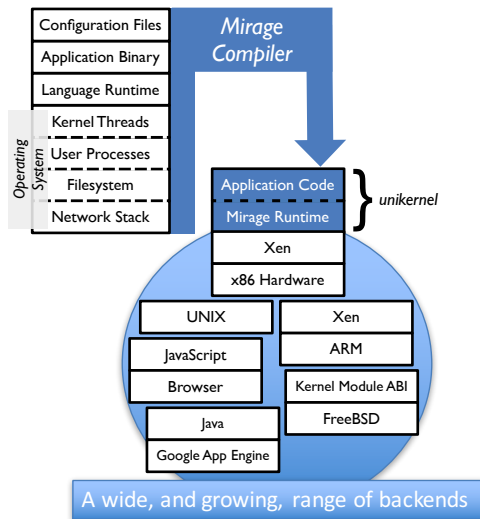 Configuration Files
Application Binary
Language Runtime
Kernel Threads
User Processes
Filesystem
Network Stack
Operating
System
Mirage
Compiler
Application Code
Mirage Runtime
unikernel
Xen
x86 Hardware
UNIX
Xen
ARM
JavaScript
Browser
Kernel Module ABI
FreeBSD
Java
Google App Engine
A wide, and growing, range of backends